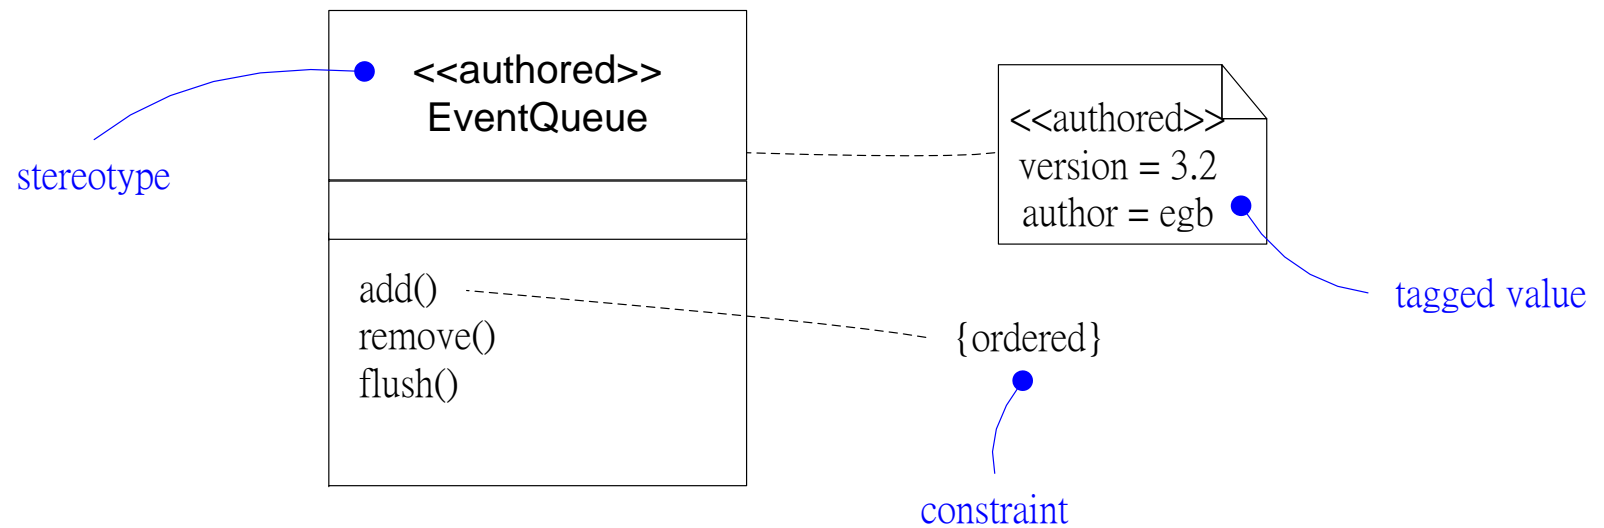 <<authored>>
EventQueue
stereotype
<<authored>>
version = 3.2
author = egb
tagged value
add()
remove()
flush()
{ordered}
constraint